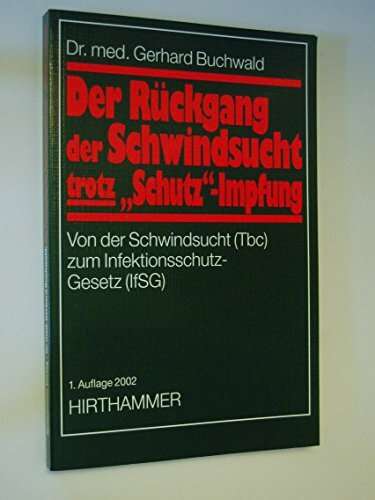 Dr. med. Gerhard Buchwald
Der Rückgang
der Schwindsucht
trotz „Schutz"-Impfung
Von der Schwindsucht (Tbc)
zum Infektionsschutz-
Gesetz (IfSG)
1. Auflage 2002
HIRTHAMMER